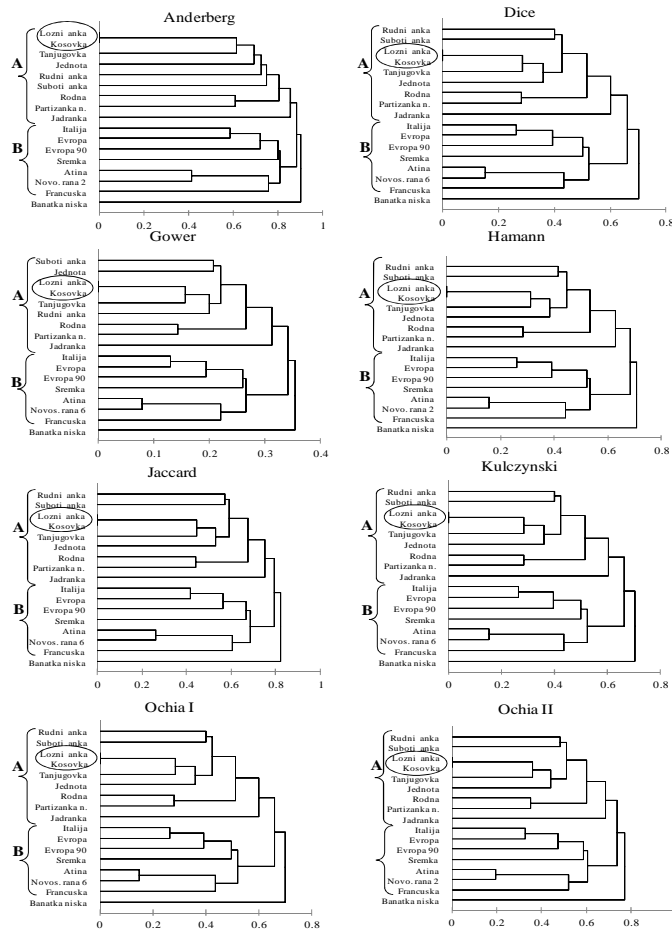 Anderberg
A
B
Lozni anka
Kosovka
Tanjugovka
Jednota
Rudni anka
Suboti anka
Rodna
Partizanka n.
Jadranka
Italija
Evropa
Evropa 90
Sremka
Atina
Novo. rana 2
Francuska
Banatka niska
0 0.2 0.4 0.6 0.8 1
Dice
A
B
Rudni anka
Suboti anka
Lozni anka
Kosovka
Tanjugovka
Jednota
Rodna
Partizanka n.
Jadranka
Italija
Evropa
Evropa 90
Sremka
Atina
Novos. rana 6
Francuska
Banatka niska
0 0.2 0.4 0.6 0.8
Gower
A
B
Suboti anka
Jednota
Lozni anka
Kosovka
Tanjugovka
Rudni anka
Rodna
Partizanka n.
Jadranka
Italija
Evropa
Evropa 90
Sremka
Atina
Novos. rana 6
Francuska
Banatka niska
0 0.1 0.2 0.3 0.4
Hamann
A
B
Rudni anka
Suboti anka
Lozni anka
Kosovka
Tanjugovka
Jednota
Rodna
Partizanka n.
Jadranka
Italija
Evropa
Evropa 90
Sremka
Atina
Novo. rana 2
Francuska
Banatka niska
0 0.2 0.4 0.6 0.8
Jaccard
A
B
Rudni anka
Suboti anka
Lozni anka
Kosovka
Tanjugovka
Jednota
Rodna
Partizanka n.
Jadranka
Italija
Evropa
Evropa 90
Sremka
Atina
Novos. rana 6
Francuska
Banatka niska
0 0.2 0.4 0.6 0.8 1
Kulczynski
A
B
Rudni anka
Suboti anka
Lozni anka
Kosovka
Tanjugovka
Jednota
Rodna
Partizanka n.
Jadranka
Italija
Evropa
Evropa 90
Sremka
Atina
Novos. rana 6
Francuska
Banatka niska
0 0.2 0.4 0.6 0.8
Ochia I
A
B
Rudni anka
Suboti anka
Lozni anka
Kosovka
Tanjugovka
Jednota
Rodna
Partizanka n.
Jadranka
Italija
Evropa
Evropa 90
Sremka
Atina
Novos. rana 6
Francuska
Banatka niska
0 0.2 0.4 0.6 0.8
Ochia II
A
B
Rudni anka
Suboti anka
Lozni anka
Kosovka
Tanjugovka
Jednota
Rodna
Partizanka n.
Jadranka
Italija
Evropa
Evropa 90
Sremka
Atina
Novo. rana 2
Francuska
Banatka niska
0 0.2 0.4 0.6 0.8